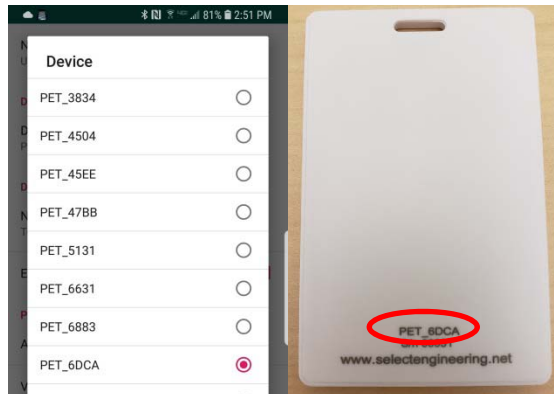 81% 2:51 PM
Device
PET_3834
PET_4504
PET_45EE
PET_47BB
PET_5131
PET_6631
PET_6883
PET_6DCA
PET_6DCA
www.selectengineering.net